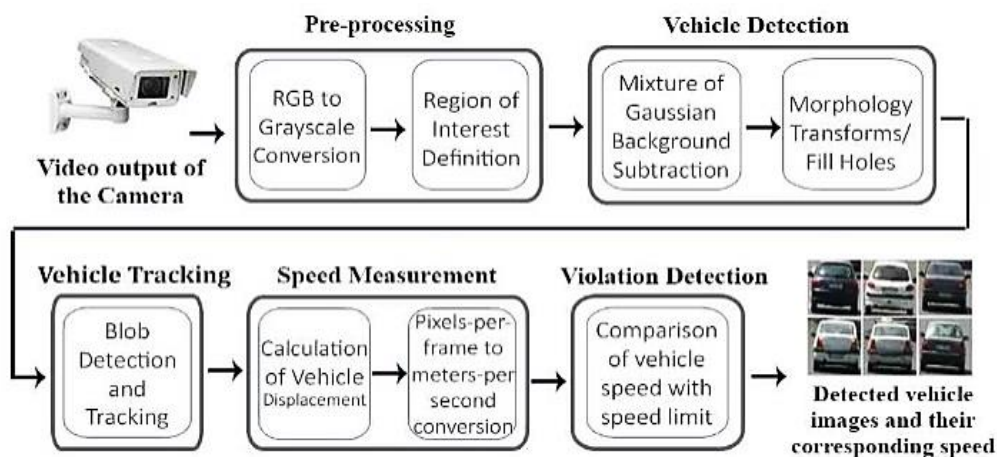 Pre-processing
Vehicle Detection
Video output of
the Camera
RGB to
Grayscale
Conversion
Region of
Interest
Definition
Mixture of
Gaussian
Background
Subtraction
Morphology
Transforms/
Fill Holes
Vehicle Tracking
Speed Measurement
Violation Detection
Blob
Detection
and
Tracking
Calculation
of Vehicle
Displacement
Pixels-per-
frame to
meters-per
second
conversion
Comparison
of vehicle
speed with
speed limit
Detected vehicle
images and their
corresponding speed